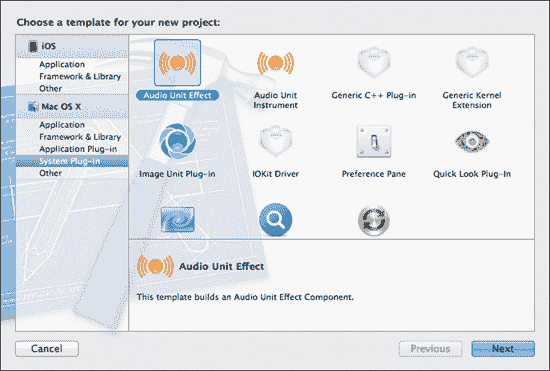 Choose a template for your new project:
iOS
Application
Framework & Library
Other
Mac OS X
Application
Framework & Library
Application Plug-in
System Plug-in
Other
Audio Unit Effect
Audio Unit Instrument
Generic C++ Plug-in
Generic Kernel Extension
Image Unit Plug-in
IOKit Driver
Preference Pane
Quick Look Plug-In
Audio Unit Effect
This template builds an Audio Unit Effect Component.
Cancel
Previous
Next